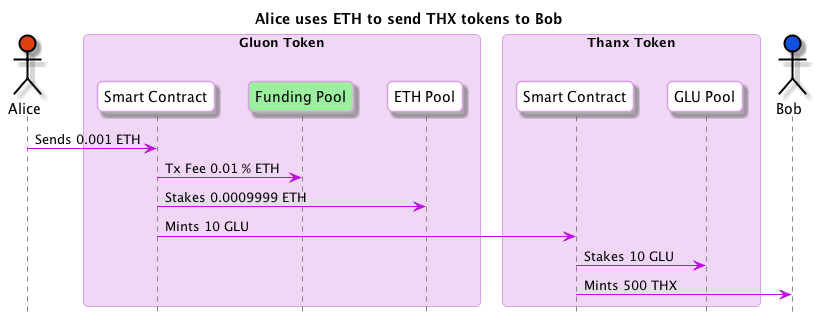 Alice uses ETH to send THX tokens to Bob
Gluon Token
Thanx Token
Alice
Smart Contract
Funding Pool
ETH Pool
Smart Contract
GLU Pool
Bob
Sends 0.001 ETH
Tx Fee 0.01 % ETH
Stakes 0.0009999 ETH
Mints 10 GLU
Stakes 10 GLU
Mints 500 THX